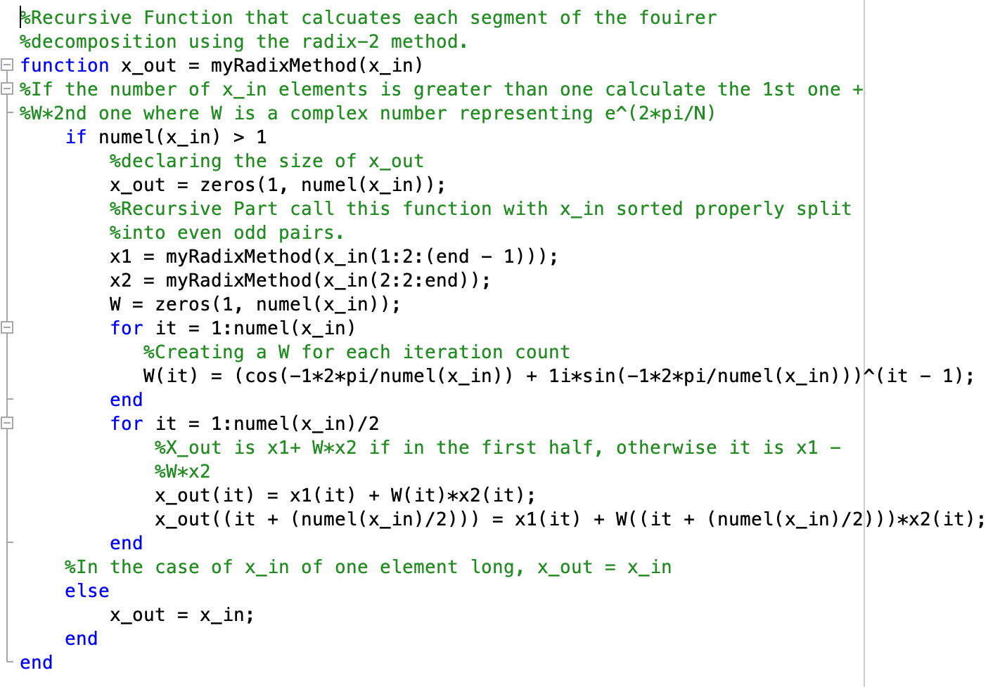 %Recursive Function that calcuates each segment of the fouirer
%decomposition using the radix-2 method.
function x_out = myRadixMethod(x_in)
%If the number of x_in elements is greater than one calculate the 1st one +
%W*2nd one where W is a complex number representing e^(2*pi/N)
    if numel(x_in) > 1
        %declaring the size of x_out
        x_out = zeros(1, numel(x_in));
        %Recursive Part call this function with x_in sorted properly split
        %into even odd pairs.
        x1 = myRadixMethod(x_in(1:2:(end - 1)));
        x2 = myRadixMethod(x_in(2:2:end));
        W = zeros(1, numel(x_in));
        for it = 1:numel(x_in)
           %Creating a W for each iteration count
           W(it) = (cos(-1*2*pi/numel(x_in)) + 1i*sin(-1*2*pi/numel(x_in)))^(it - 1);
        end
        for it = 1:numel(x_in)/2
            %X_out is x1+ W*x2 if in the first half, otherwise it is x1 -
            %W*x2
            x_out(it) = x1(it) + W(it)*x2(it);
            x_out((it + (numel(x_in)/2))) = x1(it) + W((it + (numel(x_in)/2)))*x2(it);
        end
    %In the case of x_in of one element long, x_out = x_in
    else
        x_out = x_in;
    end
end